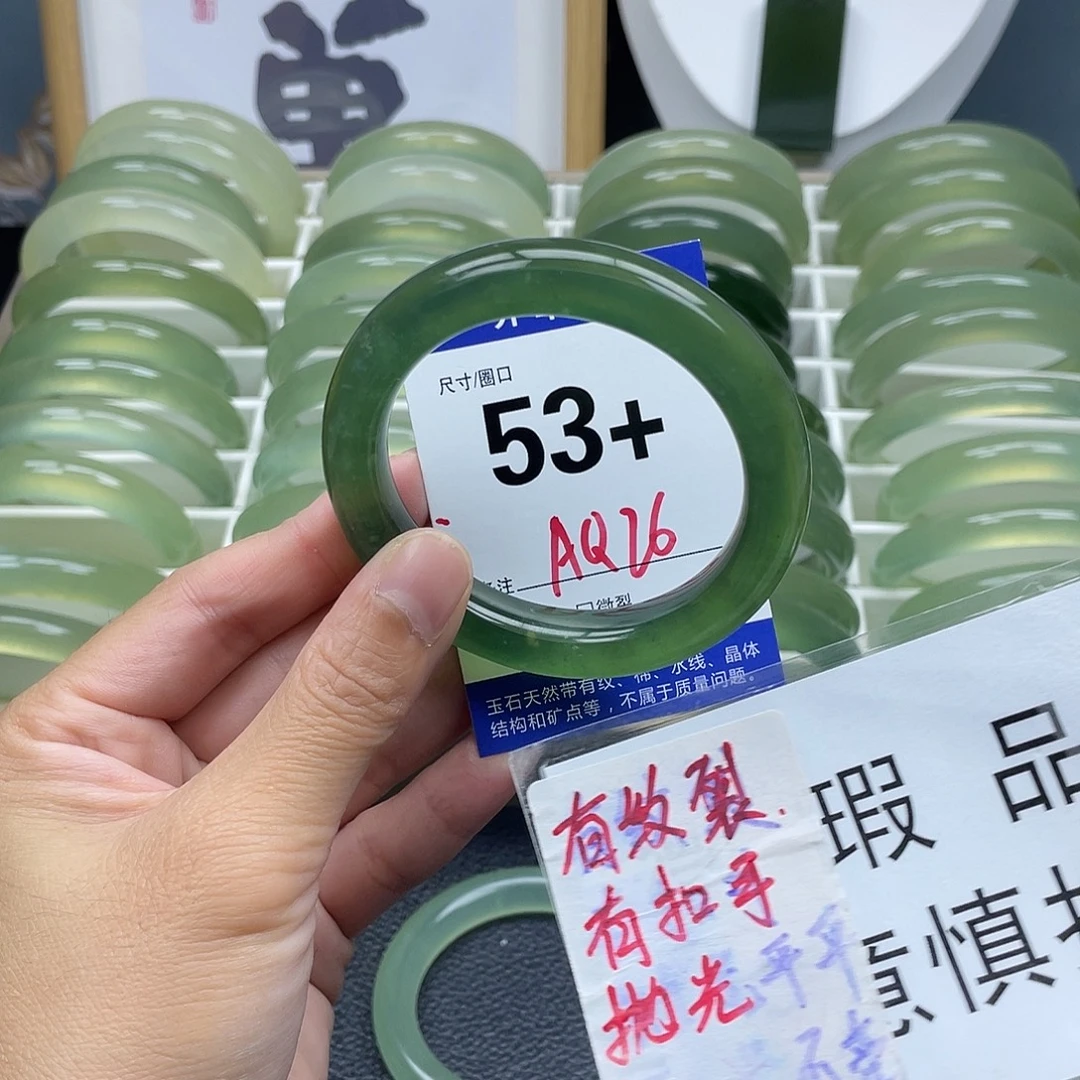 尺寸/圈口
53+
AQ26
备注
口微裂
玉石天然带有纹、棉、水线、晶体
结构和矿点等，不属于质量问题。
有纹裂.
有扣手
抛光
瑕 品
慎